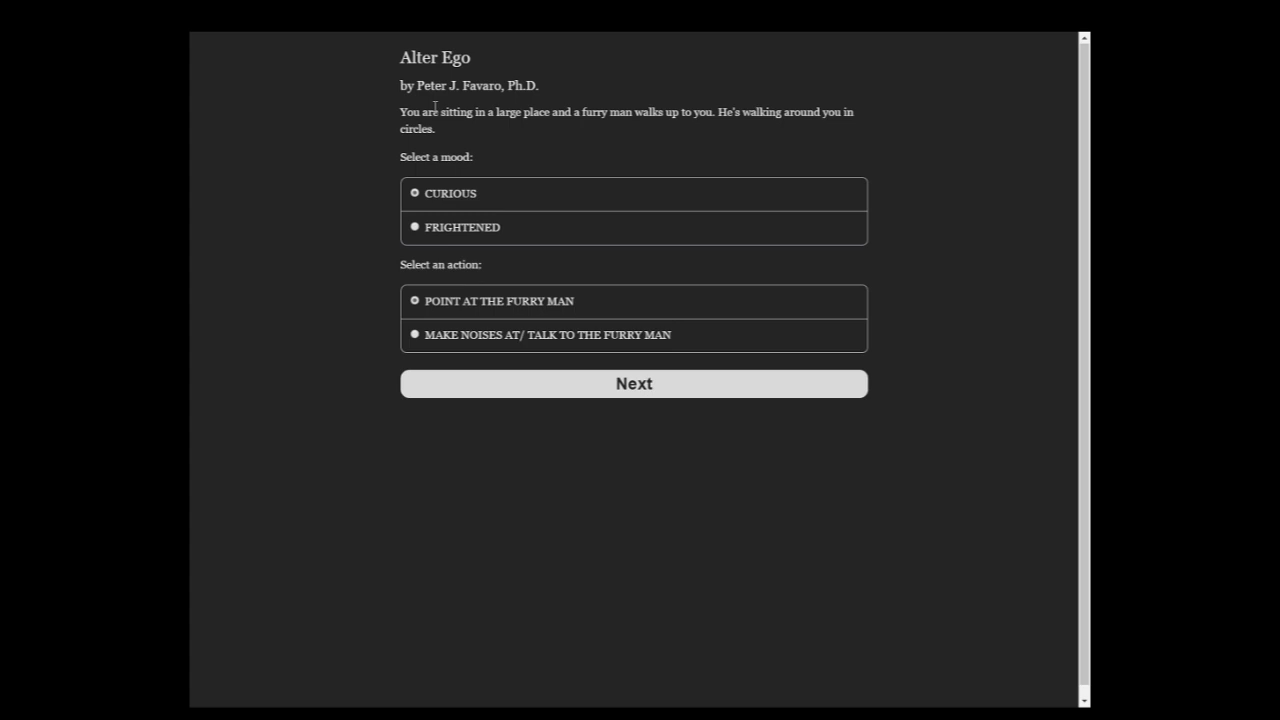 Alter Ego
by Peter J. Favaro, Ph.D.
You are sitting in a large place and a furry man walks up to you. He's walking around you in
circles.
Select a mood:
CURIOUS
FRIGHTENED
Select an action:
POINT AT THE FURRY MAN
MAKE NOISES AT/ TALK TO THE FURRY MAN
Next